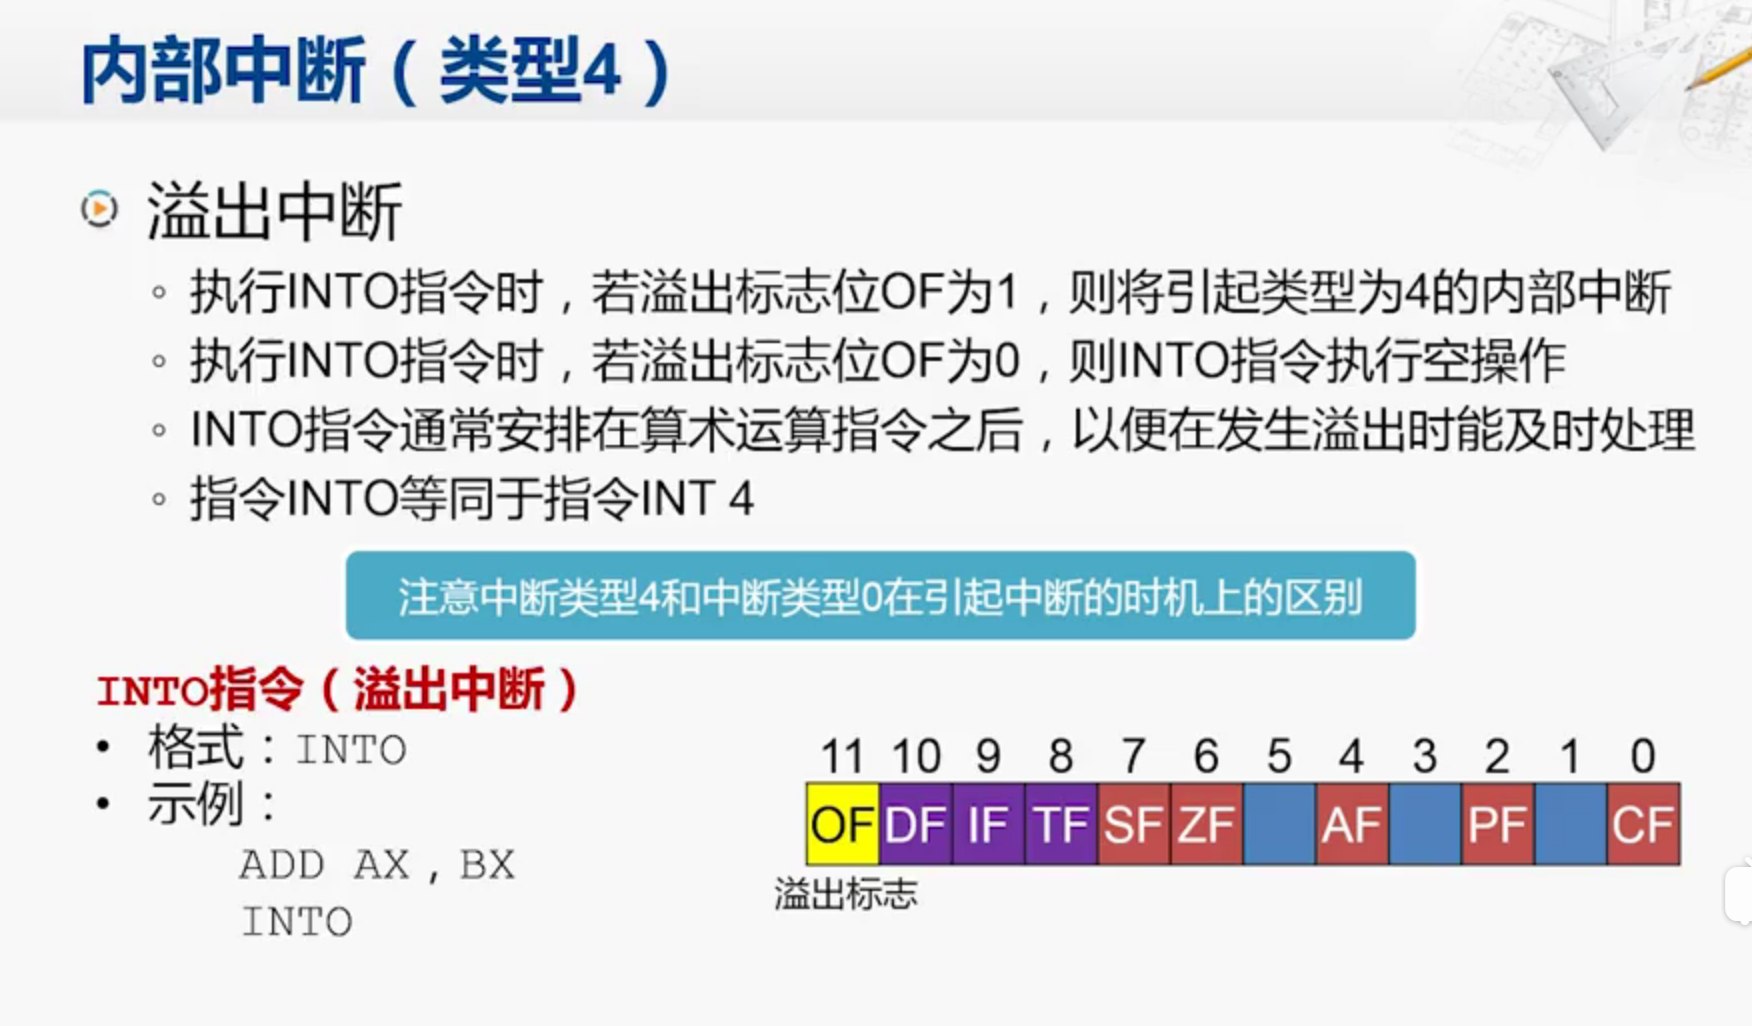 内部中断（类型4）
溢出中断
执行INTO指令时，若溢出标志位OF为1，则将引起类型为4的内部中断
执行INTO指令时，若溢出标志位OF为0，则INTO指令执行空操作
INTO指令通常安排在算术运算指令之后，以便在发生溢出时能及时处理
指令INTO等同于指令INT 4
注意中断类型4和中断类型0在引起中断的时机上的区别
INTO指令（溢出中断）
• 格式：INTO
• 示例：
ADD AX，BX
INTO
11 10 9 8 7 6 5 4 3 2 1 0
OF DF IF TF SF ZF AF PF CF
溢出标志